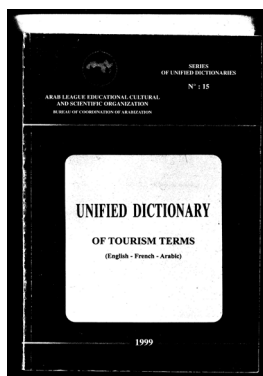 SERIES
OF UNIFIED DICTIONARIES
N° : 15
ARAB LEAGUE EDUCATIONAL CULTURAL
AND SCIENTIFIC ORGANIZATION
BUREAU OF COORDINATION OF ARABIZATION
UNIFIED DICTIONARY
OF TOURISM TERMS
(English - French - Arabic)
1999